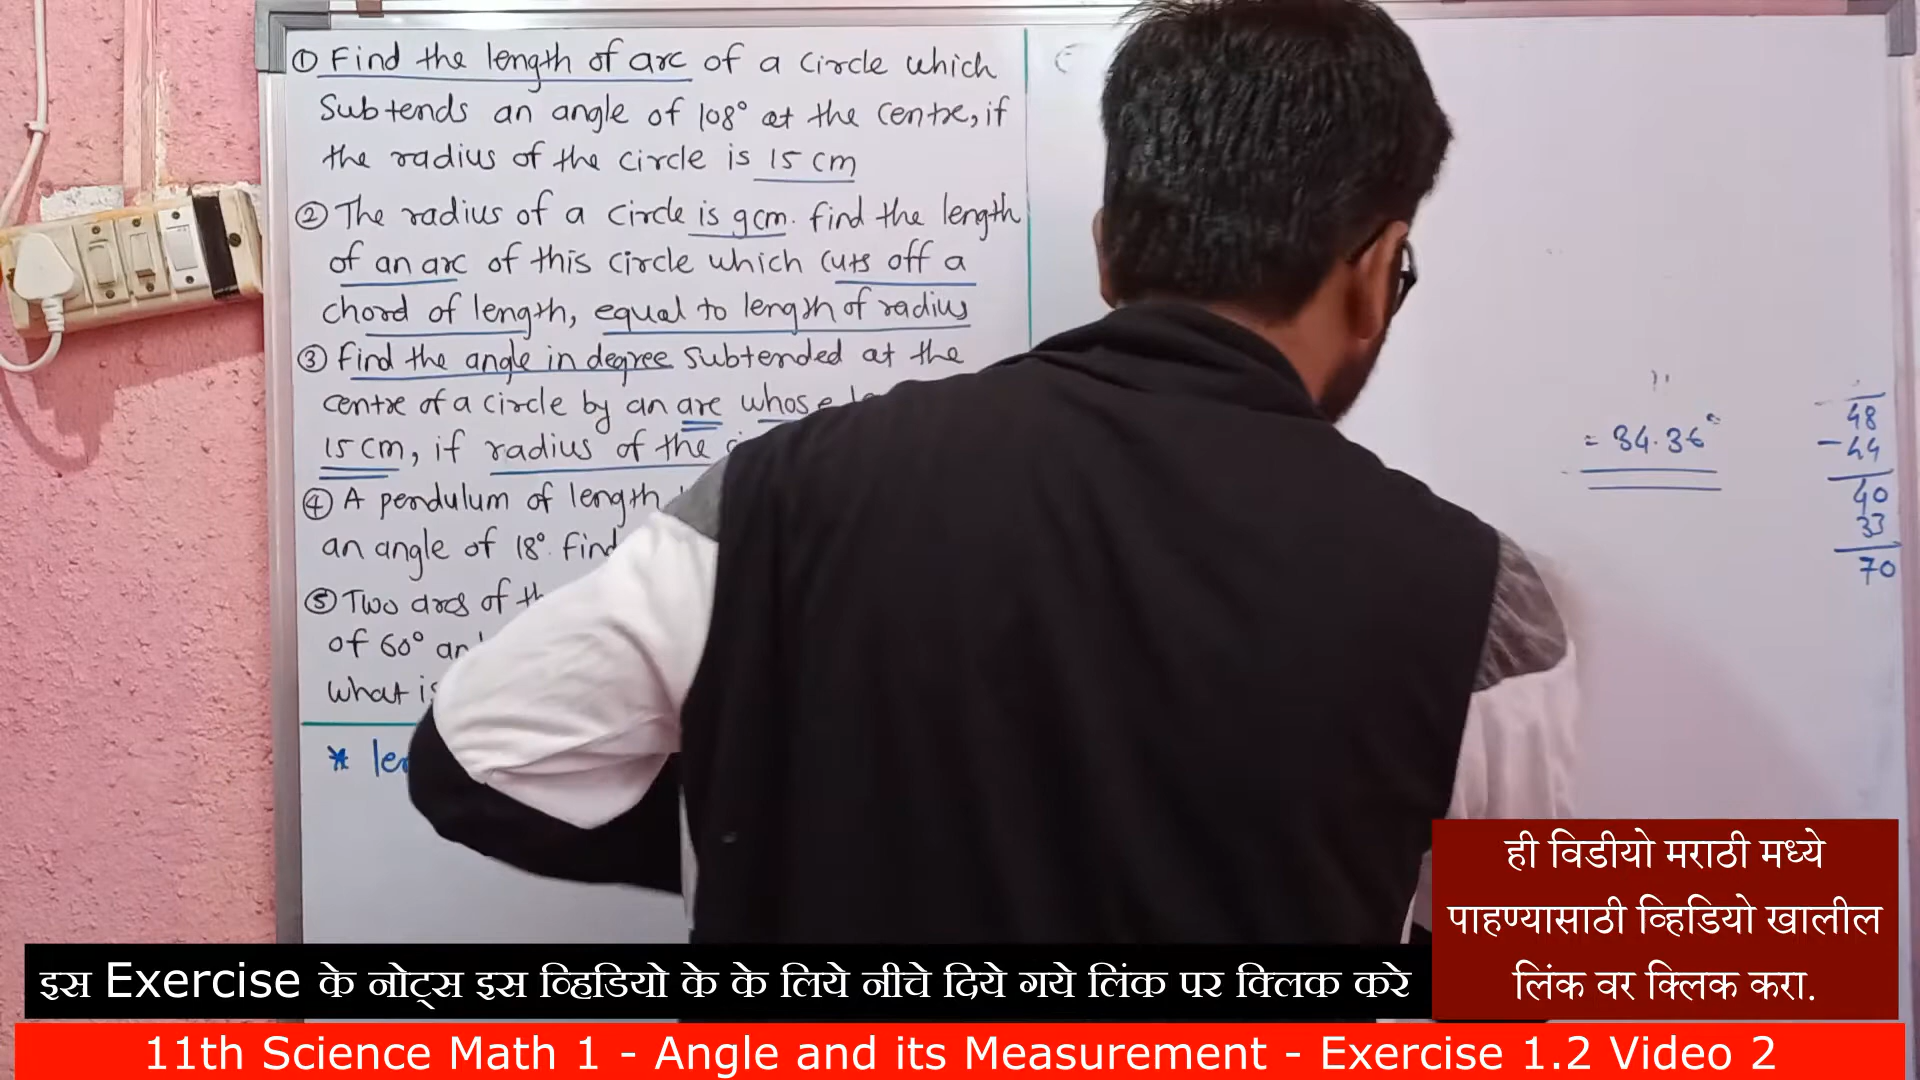 ① Find the length of arc of a circle which
Subtends an angle of 108° at the centre, if
the radius of the circle is 15 cm
② The radius of a circle is 9cm. find the length
of an arc of this circle which cuts off a
chord of length, equal to length of radius
③ Find the angle in degree subtended at the
centre of a circle by an arc whose
15 cm, if radius of the
④ A pendulum of length
an angle of 18°. find
⑤ Two arcs of
of 60°
What is
*
= 34.36°
48
- 44
40
33
70
ही विडीयो मराठी मध्ये
पाहण्यासाठी व्हिडियो खालील
लिंक वर क्लिक करा.
इस Exercise के नोट्स इस व्हिडियो के के लिये नीचे दिये गये लिंक पर क्लिक करे
11th Science Math 1 - Angle and its Measurement - Exercise 1.2 Video 2